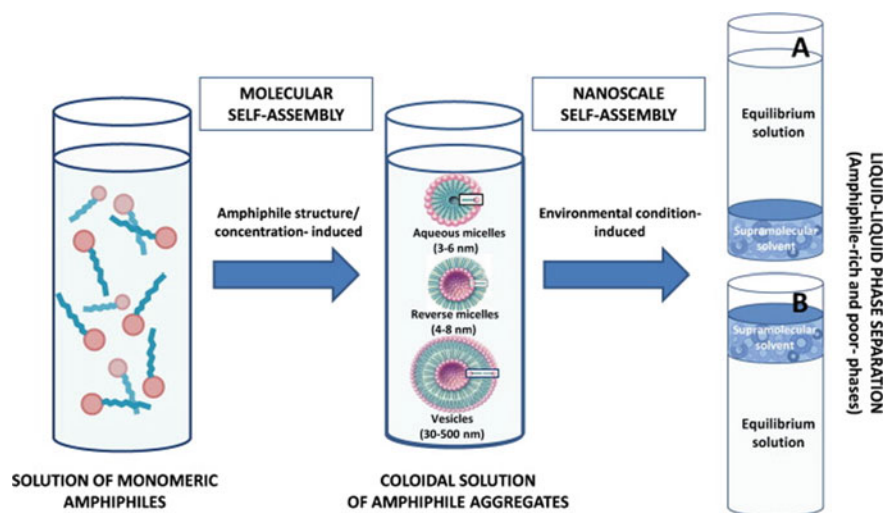 MOLECULAR
SELF-ASSEMBLY
NANOSCALE
SELF-ASSEMBLY
Amphiphile structure/
concentration- induced
Environmental condition-
induced
Aqueous micelles
(3-6 nm)
Reverse micelles
(4-8 nm)
Vesicles
(30-500 nm)
SOLUTION OF MONOMERIC
AMPHIPHILES
COLLOIDAL SOLUTION
OF AMPHIPHILE AGGREGATES
A
Equilibrium
solution
Supramolecular
solvent
B
Supramolecular
solvent
Equilibrium
solution
LIQUID-LIQUID PHASE SEPARATION
(Amphiphile-rich and poor- phases)